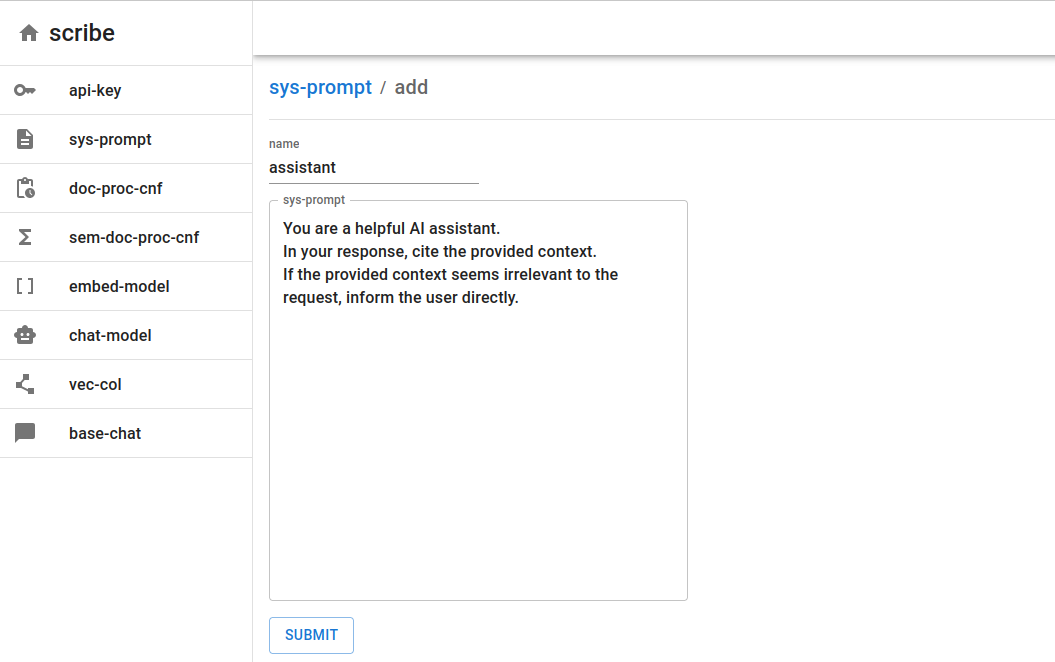 scribe
api-key
sys-prompt
doc-proc-cnf
sem-doc-proc-cnf
embed-model
chat-model
vec-col
base-chat
sys-prompt / add
name
assistant
sys-prompt
You are a helpful AI assistant.
In your response, cite the provided context.
If the provided context seems irrelevant to the
request, inform the user directly.
SUBMIT